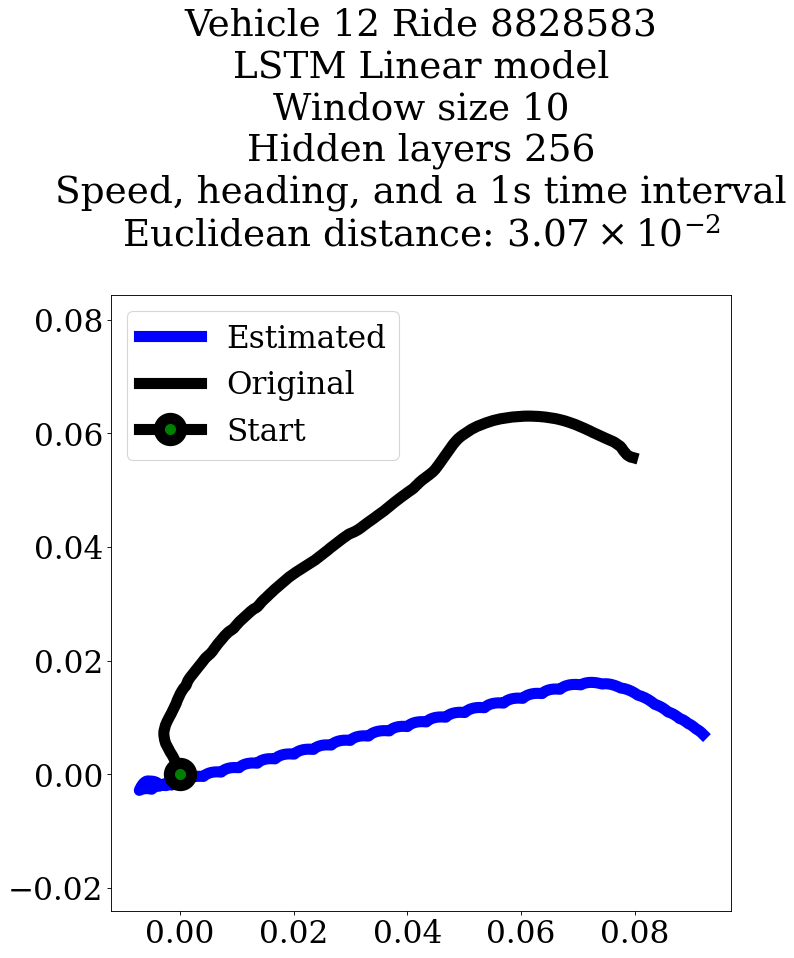 Vehicle 12 Ride 8828583
LSTM Linear model
Window size 10
Hidden layers 256
Speed, heading, and a 1s time interval
Euclidean distance: 3.07 × 10⁻²
Estimated
Original
Start
0.08
0.06
0.04
0.02
0.00
−0.02
0.00 0.02 0.04 0.06 0.08